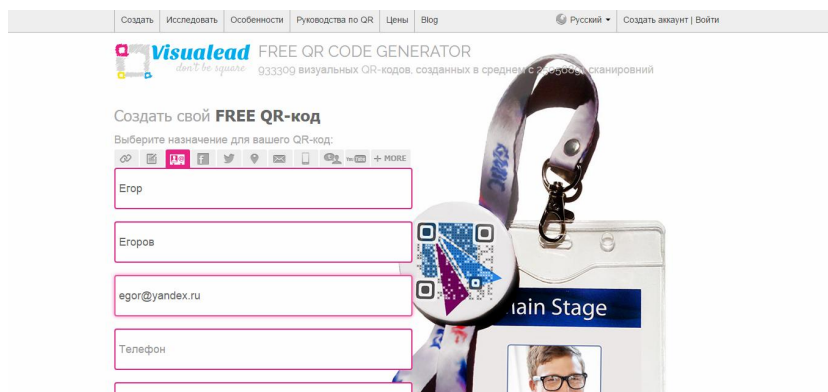 Создать Исследовать Особенности Руководства по QR Цены Blog Русский Создать аккаунт | Войти
Visualead FREE QR CODE GENERATOR
don't be square 933309 визуальных QR-кодов, созданных в среднем с сканировний
Создать свой FREE QR-код
Выберите назначение для вашего QR-код:
+ MORE
Егор
Егоров
egor@yandex.ru
Main Stage
Телефон